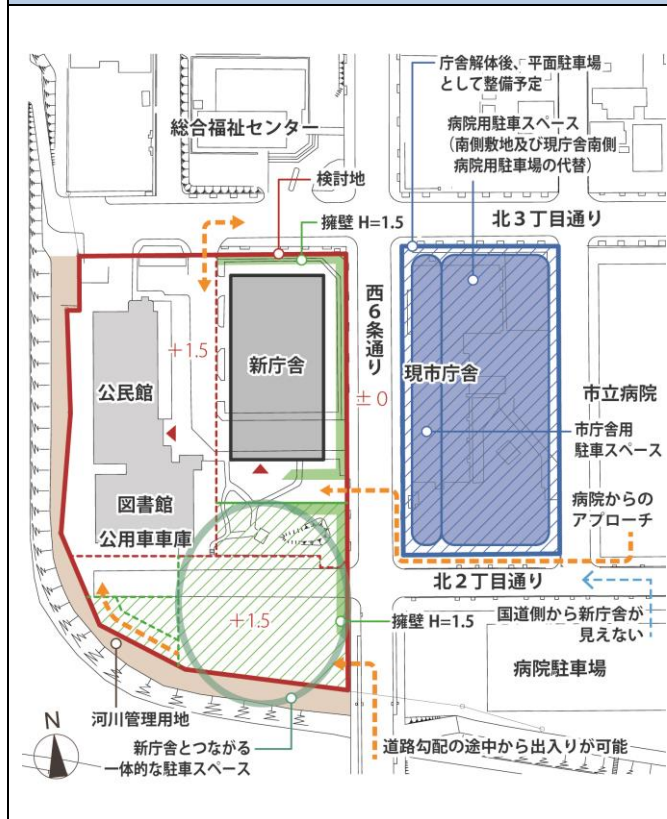 庁舎解体後、平面駐車場
として整備予定
病院用駐車スペース
(南側敷地及び現庁舎南側
病院用駐車場の代替)
総合福祉センター
検討地
擁壁 H=1.5
北3丁目通り
西6条通り
+1.5
新庁舎
±0
現市庁舎
公民館
市立病院
市庁舎用
駐車スペース
図書館
公用車車庫
病院からの
アプローチ
北2丁目通り
+1.5
擁壁 H=1.5
国道側から新庁舎が
見えない
病院駐車場
河川管理用地
N
新庁舎とつながる
一体的な駐車スペース
道路勾配の途中から出入りが可能